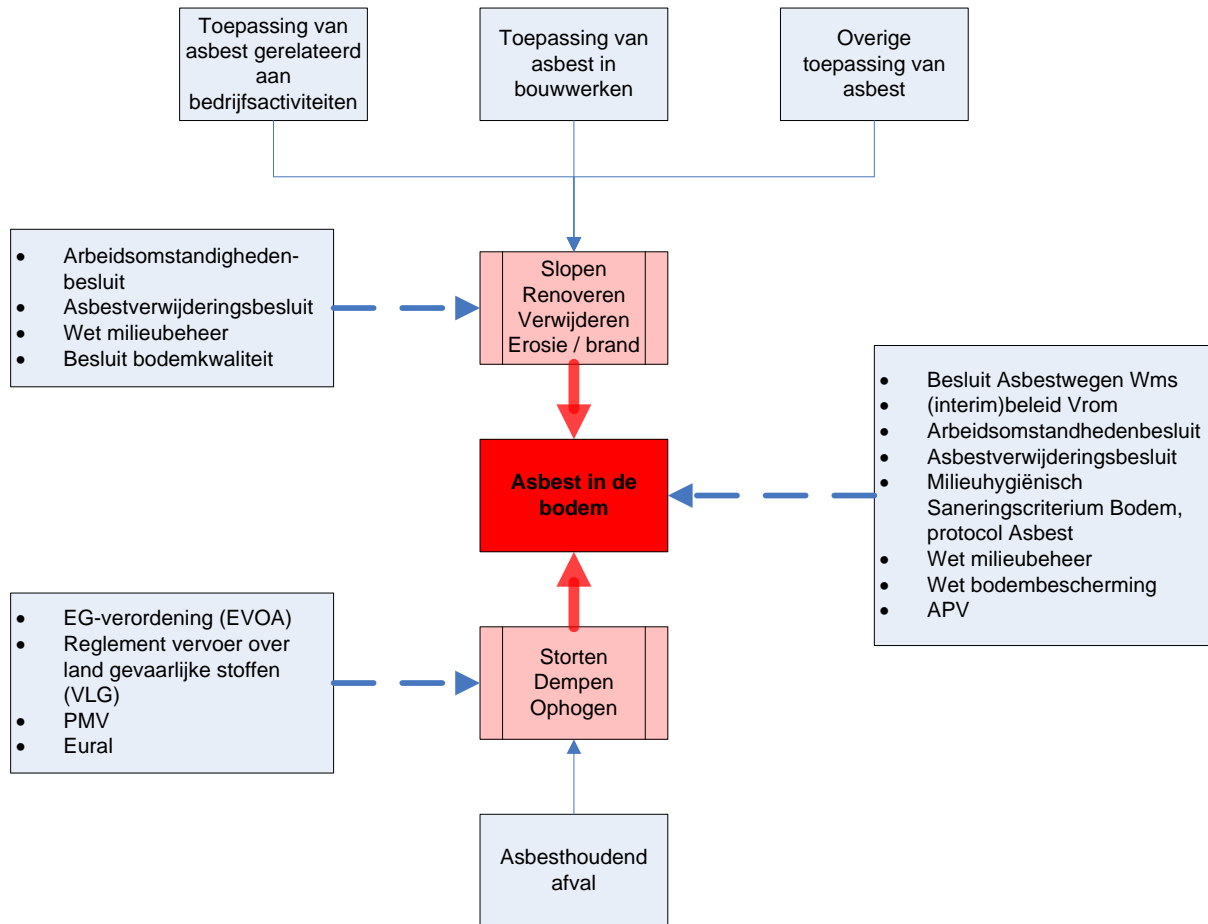 Toepassing van
asbest gerelateerd
aan
bedrijfsactiviteiten
Toepassing van
asbest in
bouwwerken
Overige
toepassing van
asbest
• Arbeidsomstandigheden-
besluit
• Asbestverwijderingsbesluit
• Wet milieubeheer
• Besluit bodemkwaliteit
Slopen
Renoveren
Verwijderen
Erosie / brand
• Besluit Asbestwegen Wms
• (interim)beleid Vrom
• Arbeidsomstandhedenbesluit
• Asbestverwijderingsbesluit
• Milieuhygiënisch
Saneringscriterium Bodem,
protocol Asbest
• Wet milieubeheer
• Wet bodembescherming
• APV
Asbest in de
bodem
• EG-verordening (EVOA)
• Reglement vervoer over
land gevaarlijke stoffen
(VLG)
• PMV
• Eural
Storten
Dempen
Ophogen
Asbesthoudend
afval